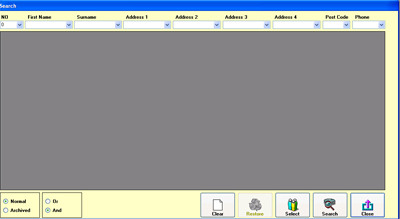 Search
NO First Name Surname Address 1 Address 2 Address 3 Address 4 Post Code Phone
0
Normal Or
Archived And
Clear Restore Select Search Close